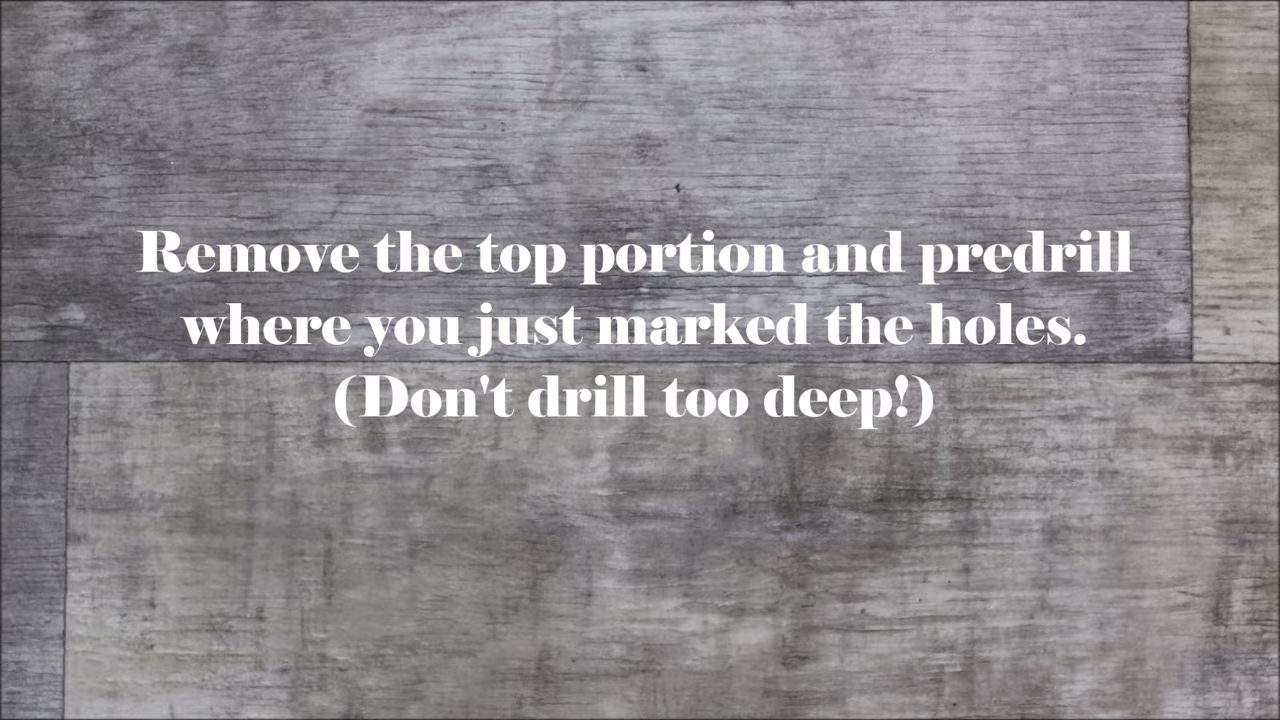 Remove the top portion and predrill
where you just marked the holes.
(Don't drill too deep!)